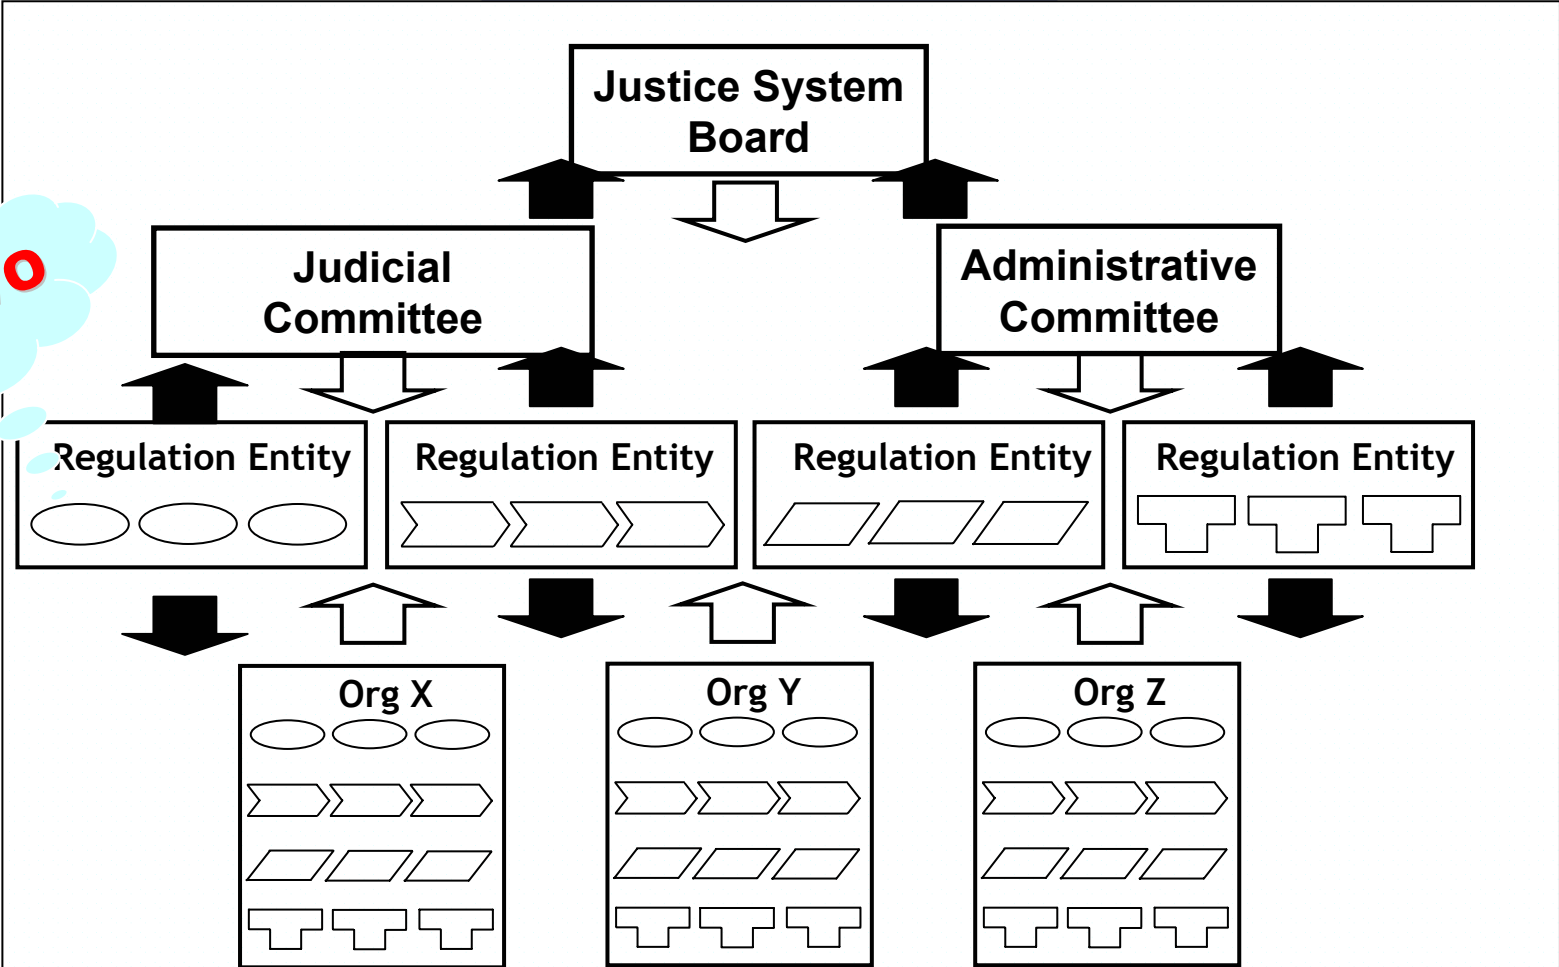 Justice System
Board
Judicial
Committee
Administrative
Committee
o
Regulation Entity
Regulation Entity
Regulation Entity
Regulation Entity
Org X
Org Y
Org Z